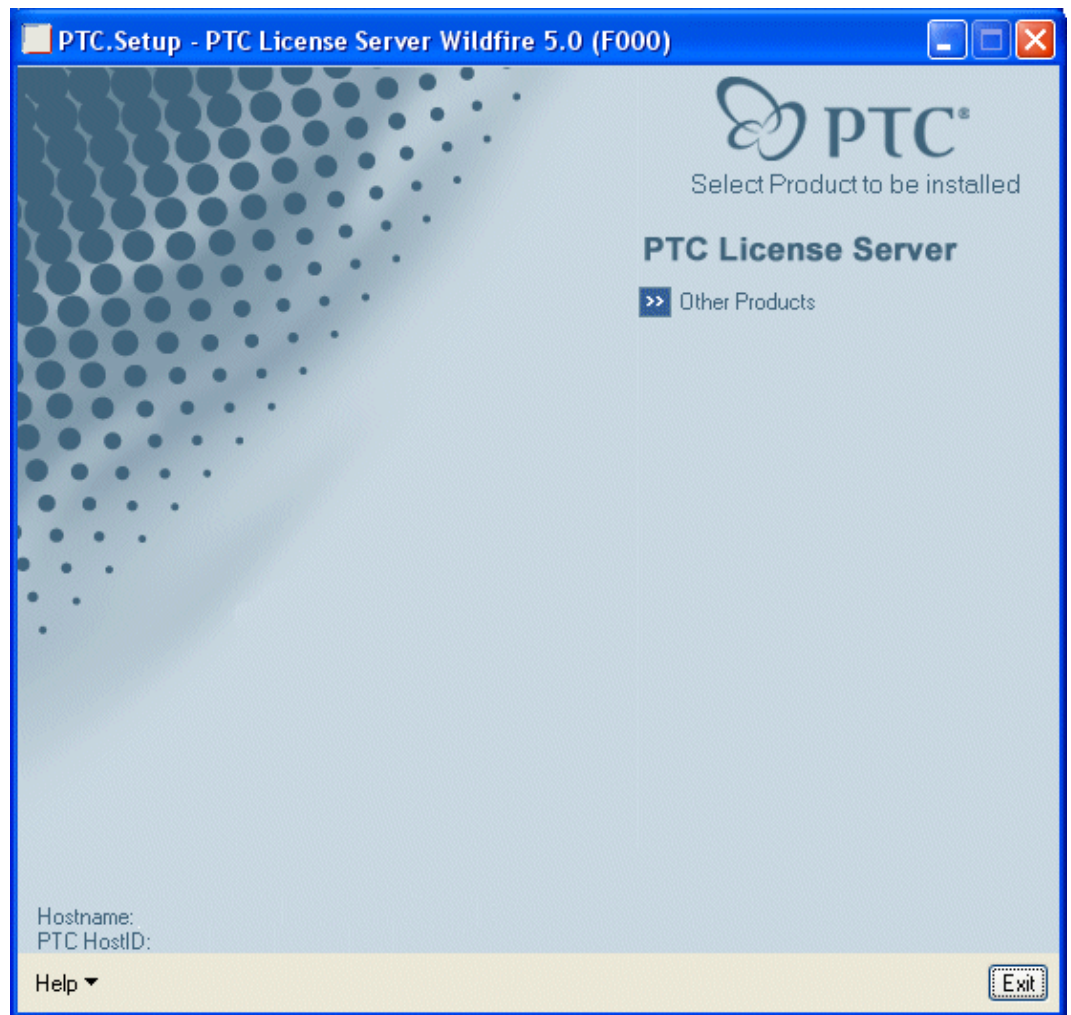 PTC.Setup - PTC License Server Wildfire 5.0 (F000)
PTC®
Select Product to be installed
PTC License Server
>> Other Products
Hostname:
PTC HostID:
Help
Exit